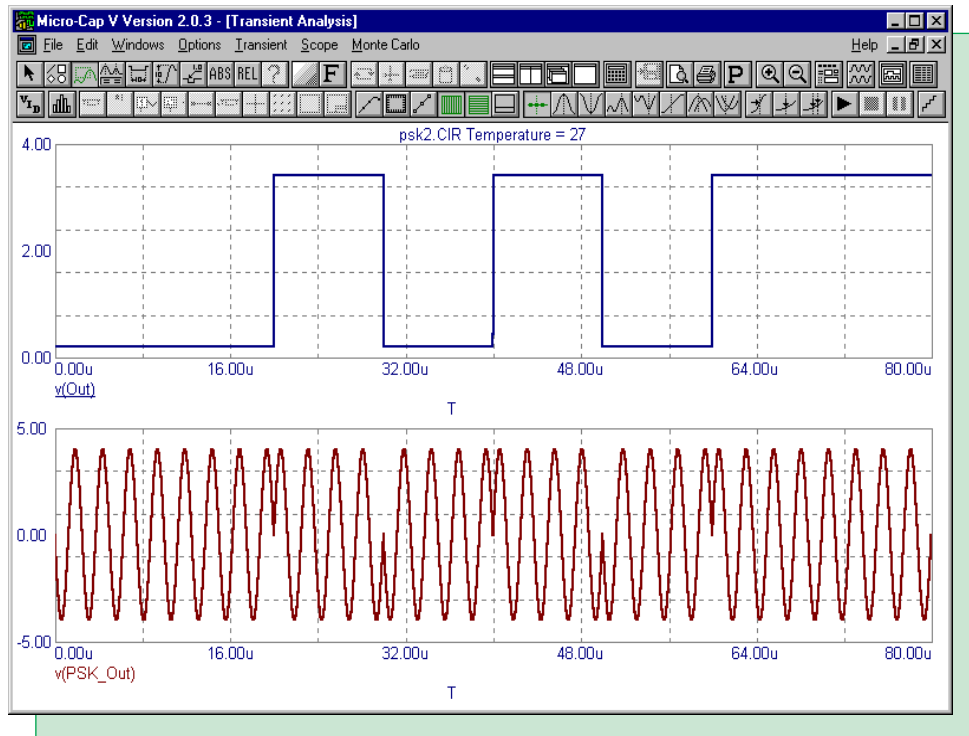 Micro-Cap V Version 2.0.3 - [Transient Analysis]
File Edit Windows Options Transient Scope Monte Carlo Help
ABS REL ? F P
psk2.CIR Temperature = 27
4.00
2.00
0.00
0.00u 16.00u 32.00u 48.00u 64.00u 80.00u
v(Out)
T
5.00
0.00
-5.00
0.00u 16.00u 32.00u 48.00u 64.00u 80.00u
v(PSK_Out)
T